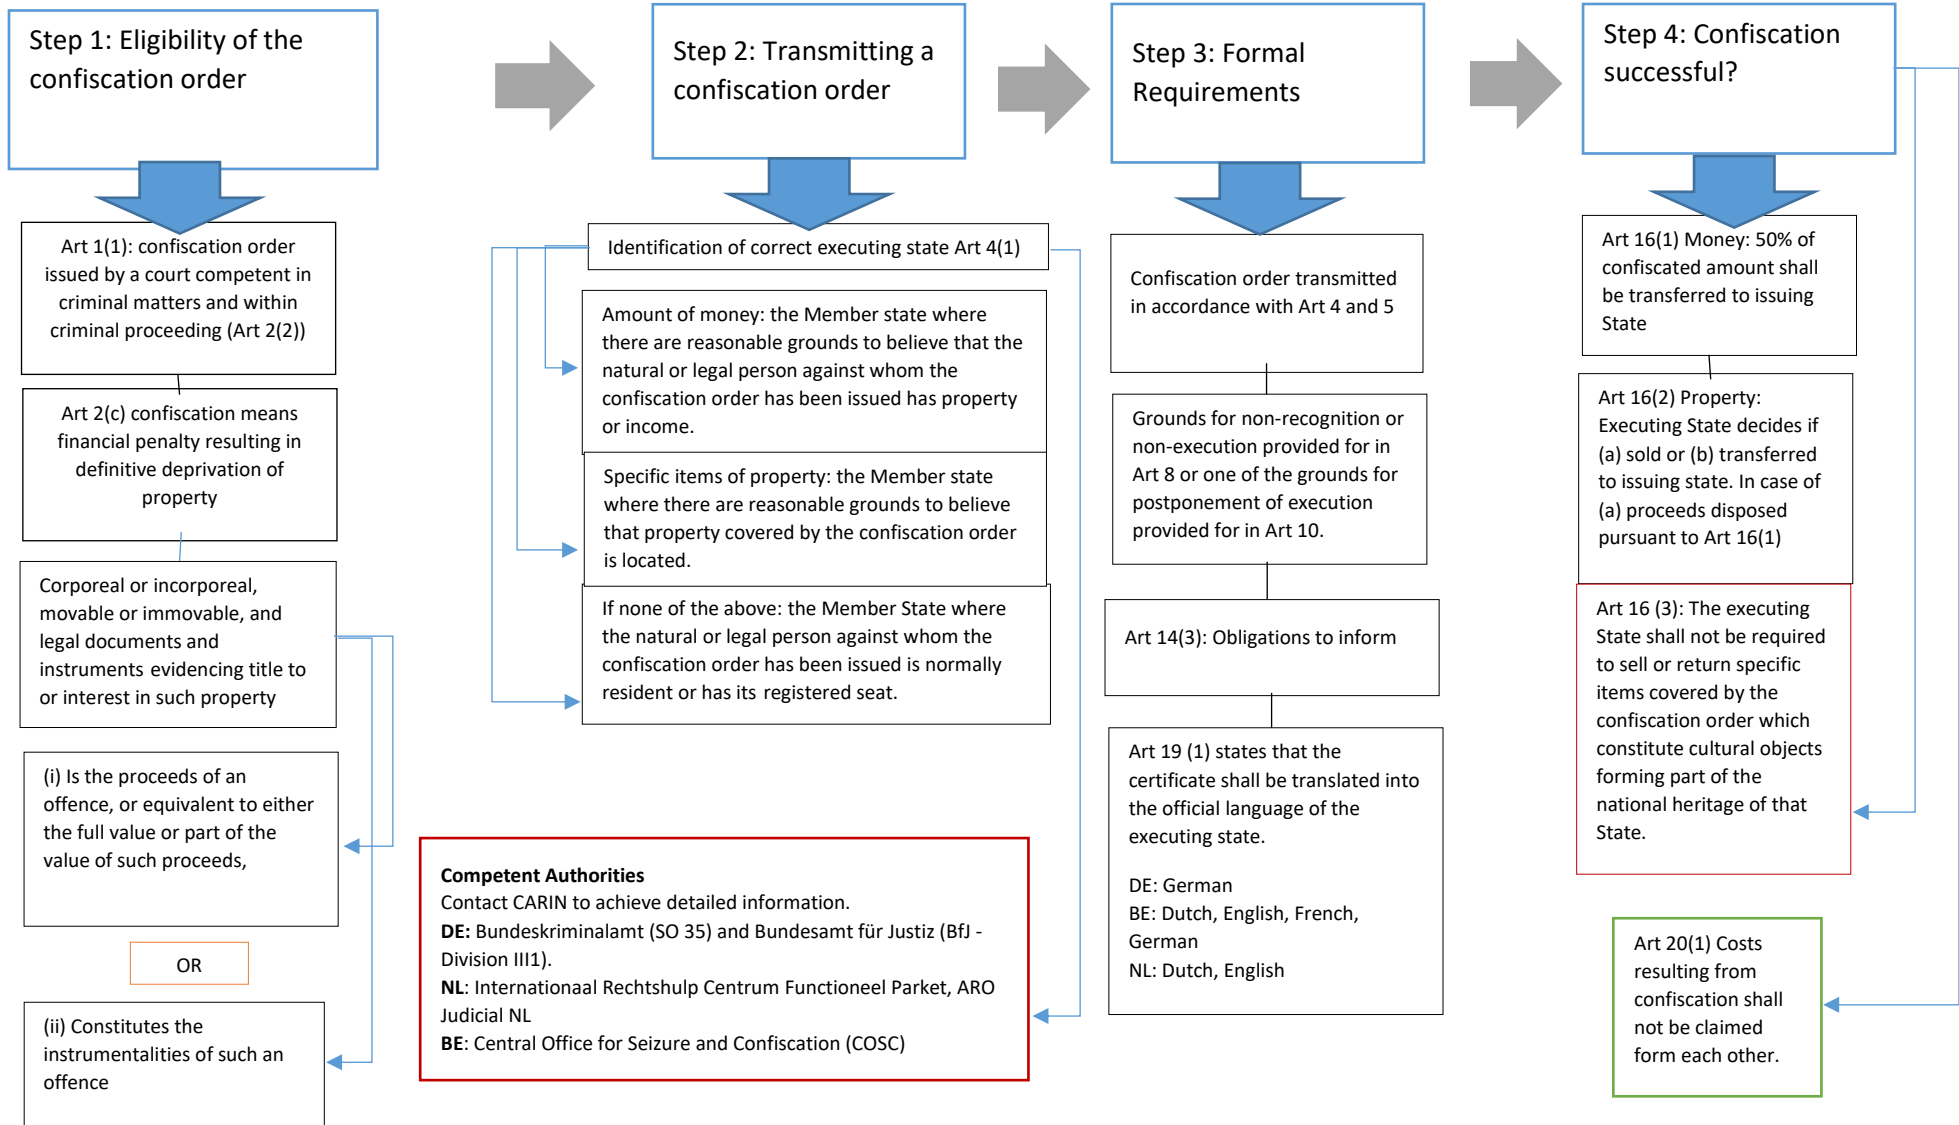 Step 1: Eligibility of the
confiscation order
Art 1(1): confiscation order
issued by a court competent in
criminal matters and within
criminal proceeding (Art 2(2))
Art 2(c) confiscation means
financial penalty resulting in
definitive deprivation of
property
Corporeal or incorporeal,
movable or immovable, and
legal documents and
instruments evidencing title to
or interest in such property
(i) Is the proceeds of an
offence, or equivalent to either
the full value or part of the
value of such proceeds,
OR
(ii) Constitutes the
instrumentalities of such an
offence
Step 2: Transmitting a
confiscation order
Identification of correct executing state Art 4(1)
Amount of money: the Member state where
there are reasonable grounds to believe that the
natural or legal person against whom the
confiscation order has been issued has property
or income.
Specific items of property: the Member state
where there are reasonable grounds to believe
that property covered by the confiscation order
is located.
If none of the above: the Member State where
the natural or legal person against whom the
confiscation order has been issued is normally
resident or has its registered seat.
Competent Authorities
Contact CARIN to achieve detailed information.
DE: Bundeskriminalamt (SO 35) and Bundesamt für Justiz (BfJ -
Division III1).
NL: Internationaal Rechtshulp Centrum Functioneel Parket, ARO
Judicial NL
BE: Central Office for Seizure and Confiscation (COSC)
Step 3: Formal
Requirements
Confiscation order transmitted
in accordance with Art 4 and 5
Grounds for non-recognition or
non-execution provided for in
Art 8 or one of the grounds for
postponement of execution
provided for in Art 10.
Art 14(3): Obligations to inform
Art 19 (1) states that the
certificate shall be translated into
the official language of the
executing state.
DE: German
BE: Dutch, English, French,
German
NL: Dutch, English
Step 4: Confiscation
successful?
Art 16(1) Money: 50% of
confiscated amount shall
be transferred to issuing
State
Art 16(2) Property:
Executing State decides if
(a) sold or (b) transferred
to issuing state. In case of
(a) proceeds disposed
pursuant to Art 16(1)
Art 16 (3): The executing
State shall not be required
to sell or return specific
items covered by the
confiscation order which
constitute cultural objects
forming part of the
national heritage of that
State.
Art 20(1) Costs
resulting from
confiscation shall
not be claimed
form each other.